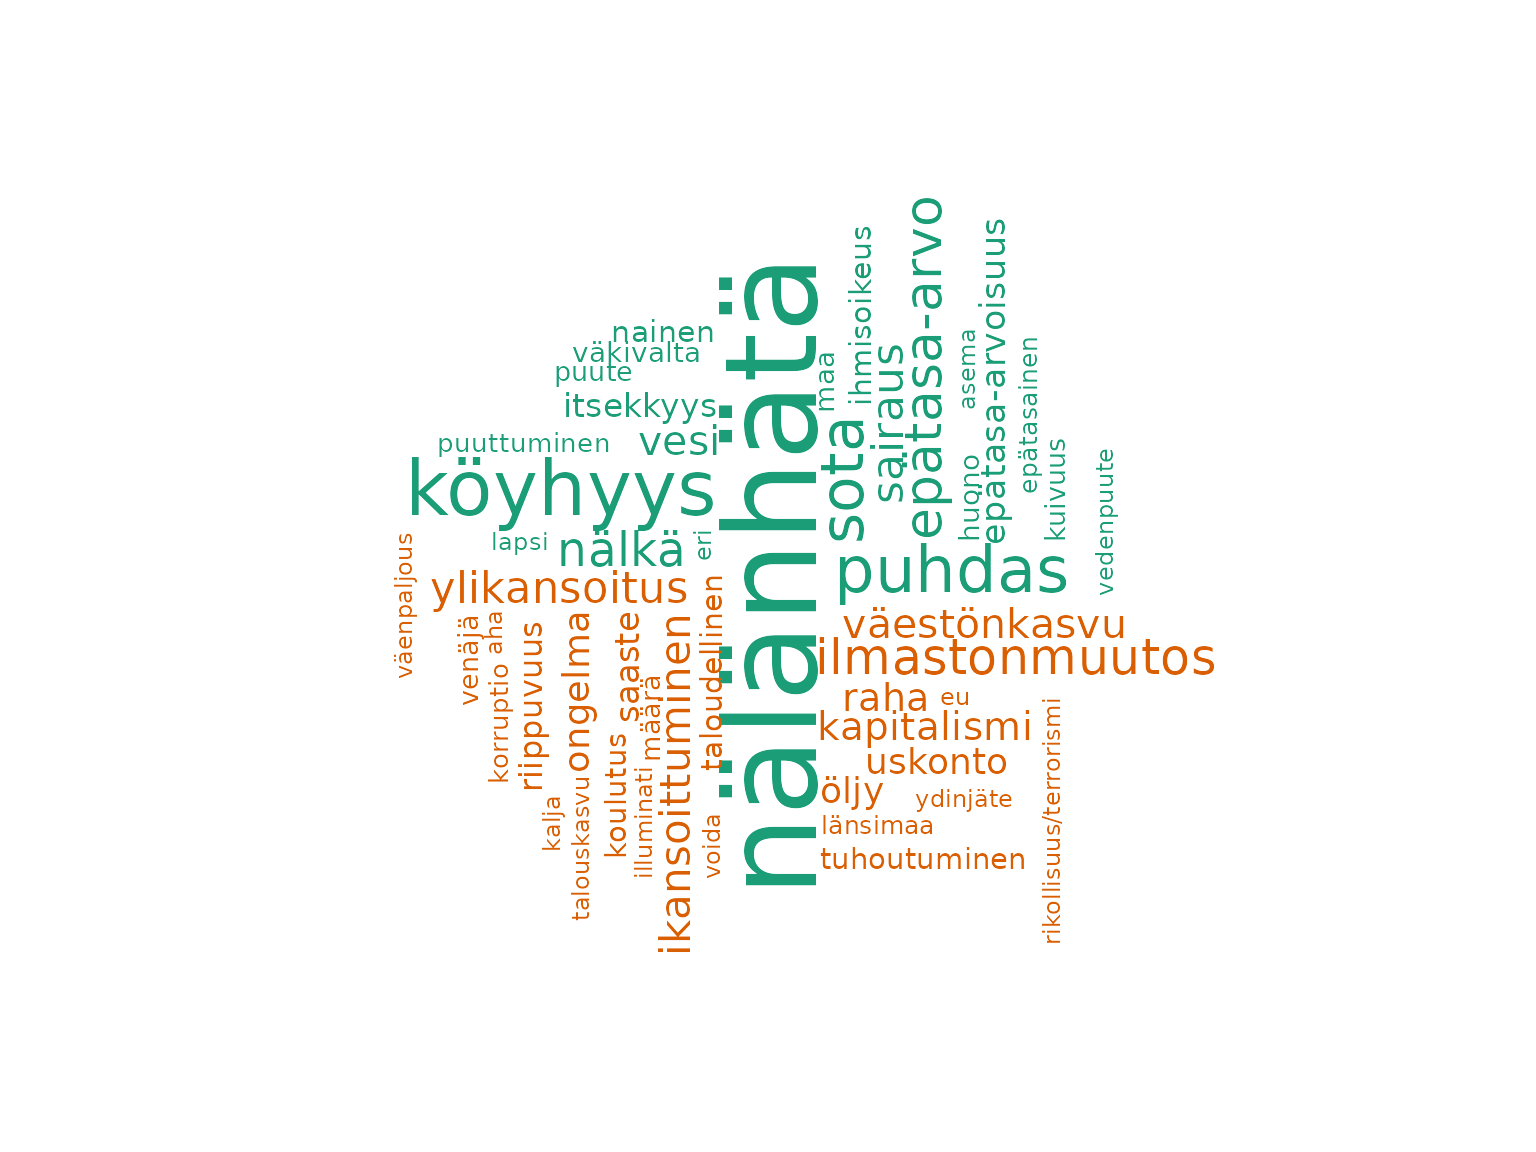 nälänhätä
nainen
väkivalta
puute
itsekkyys
puuttuminen
vesi
köyhyys
lapsi
nälkä
eri
maa
ihmisoikeus
sota
sairaus
epätasa-arvo
asema
huono
epätasa-arvoisuus
epätasainen
kuivuus
vedenpuute
puhdas
väenpaljous
ylikansoitus
venäjä
aha
korruptio
riippuvuus
ongelma
saaste
määrä
ikansoittuminen
taloudellinen
kalja
talouskasvu
koulutus
illuminati
voida
väestönkasvu
ilmastonmuutos
raha
eu
kapitalismi
uskonto
öljy
ydinjäte
länsimaa
tuhoutuminen
rikollisuus/terrorismi